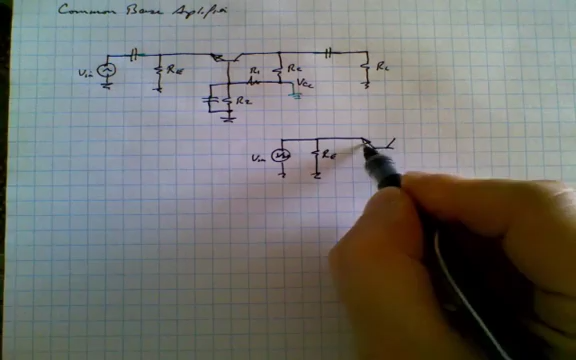 Common Base Amplifier
Vin
RE
R1
RC
VCC
R2
RL
Vin
RE